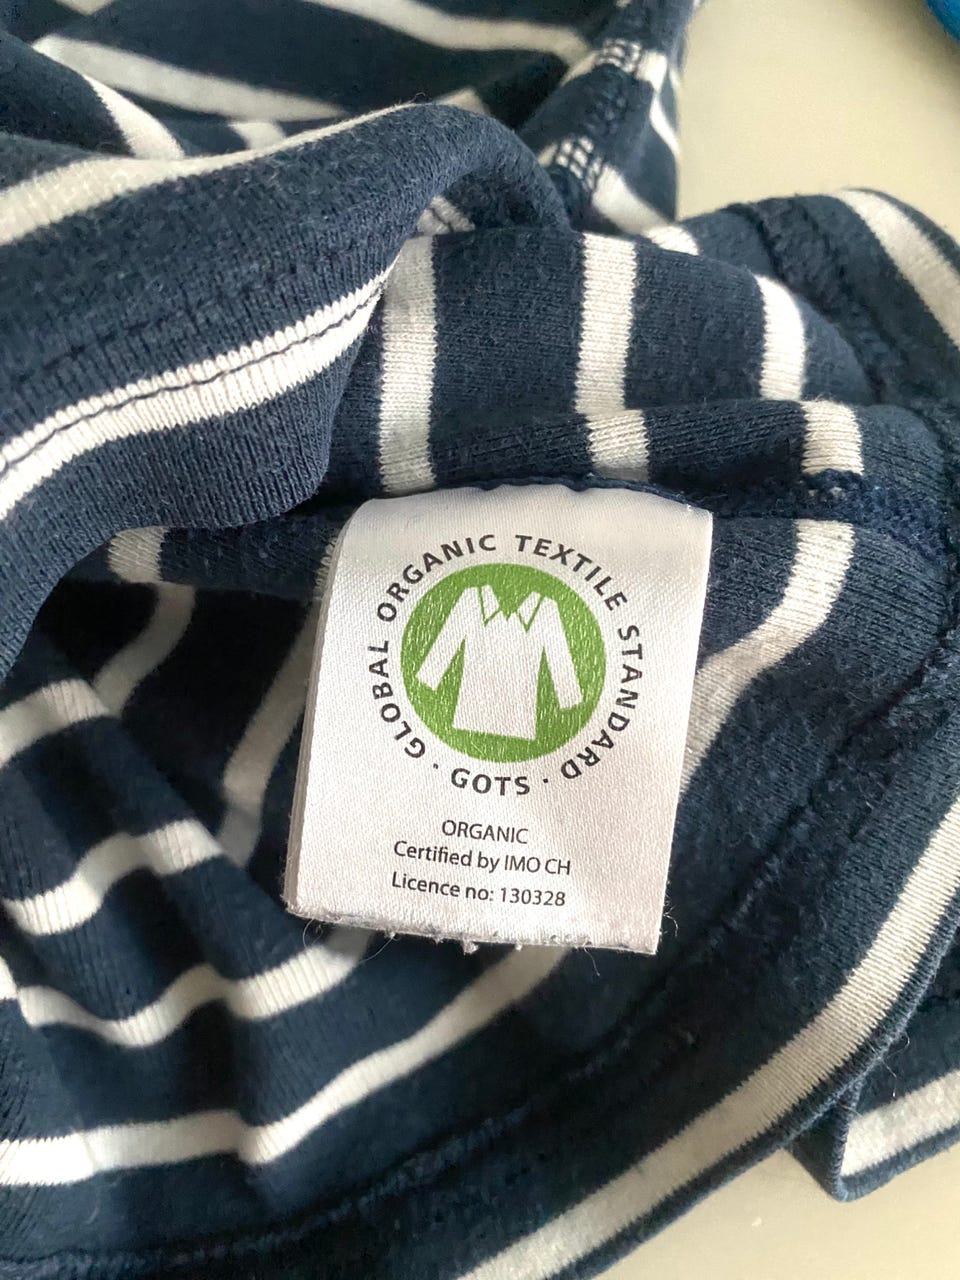 GLOBAL ORGANIC TEXTILE STANDARD
· GOTS ·
ORGANIC
Certified by IMO CH
Licence no: 130328